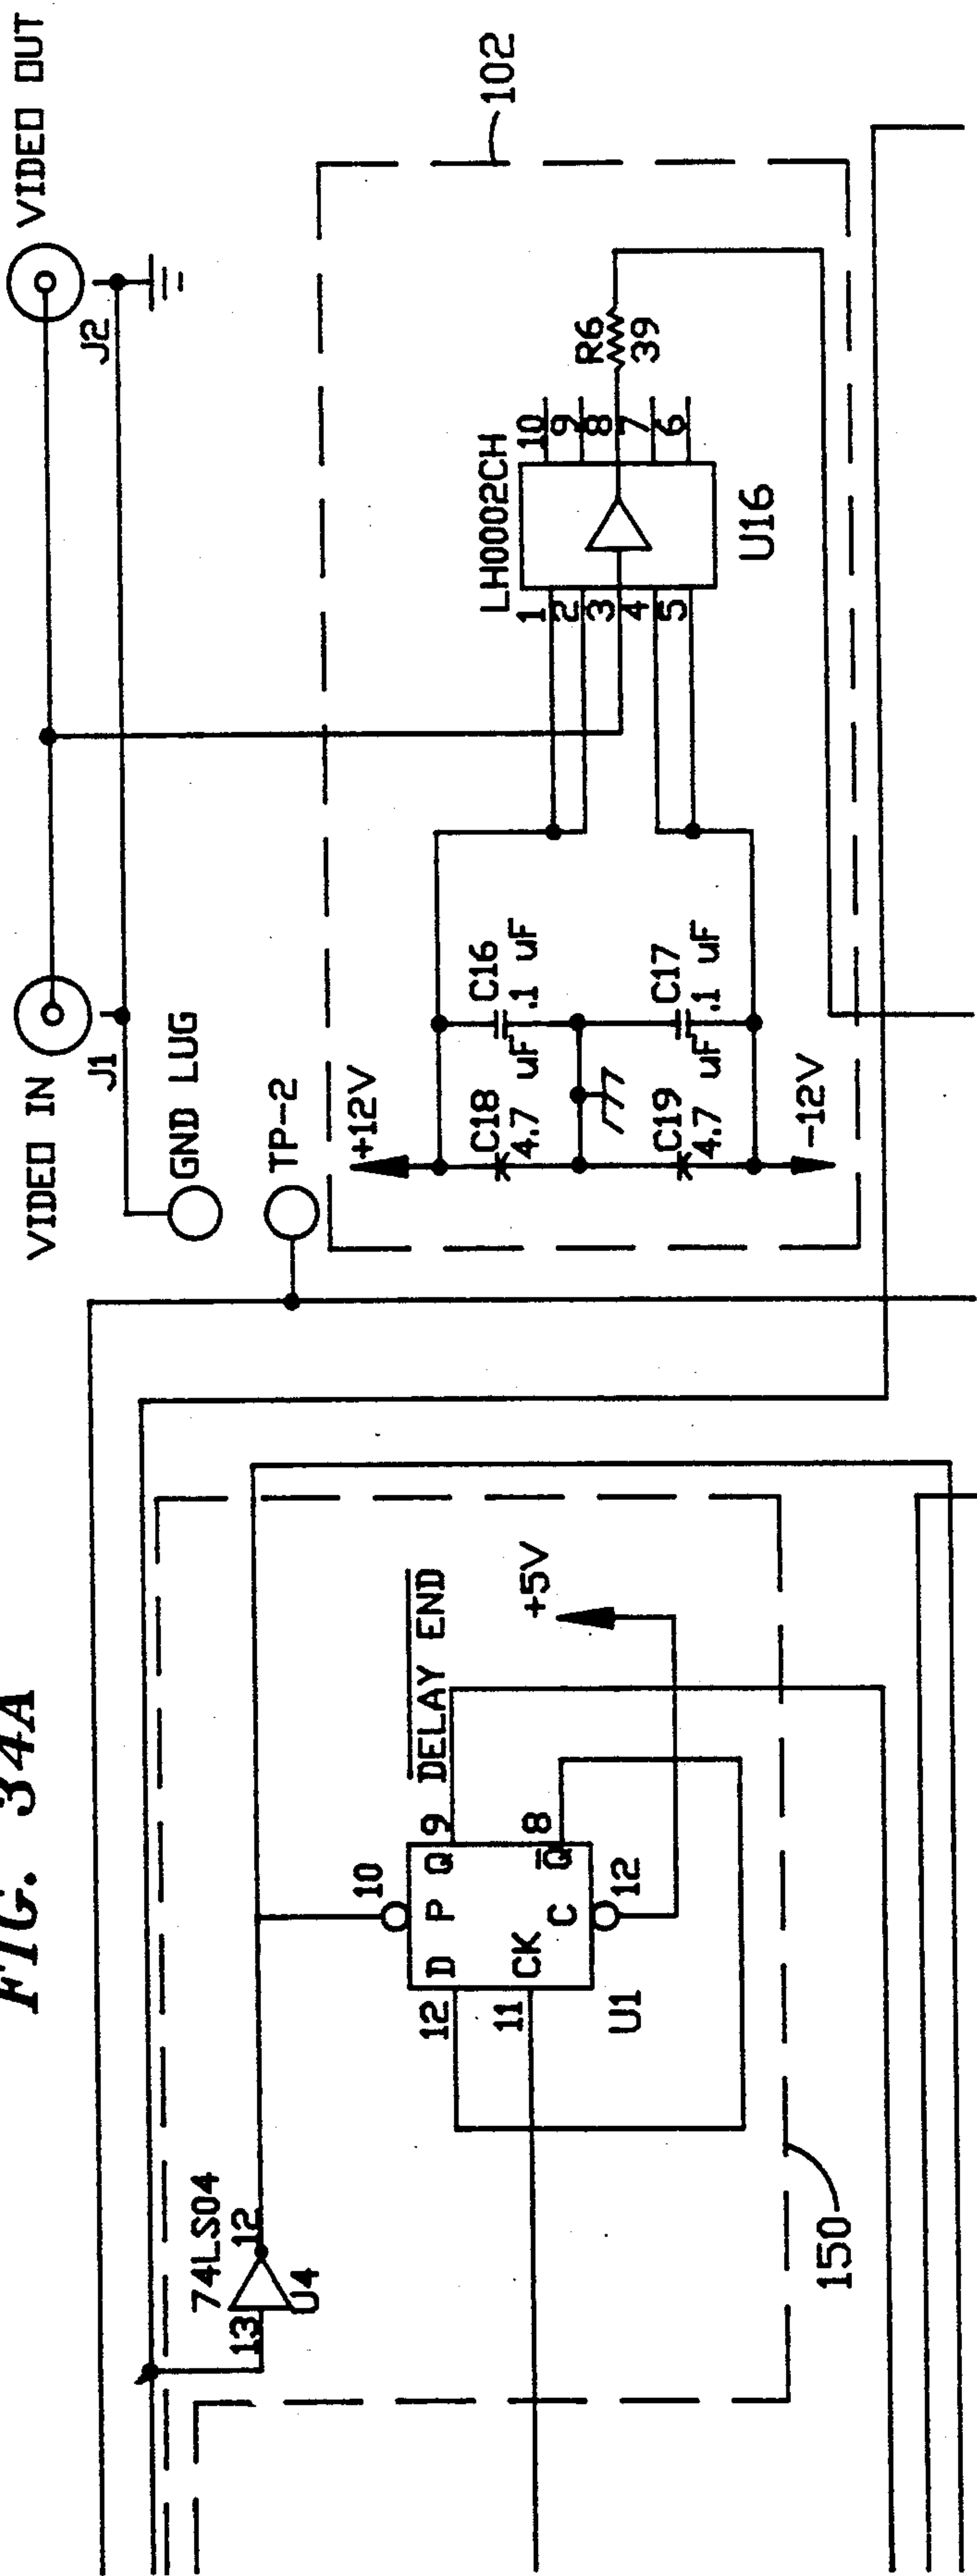 FIG. 34A
VIDEO IN
VIDEO OUT
J1
J2
GND LUG
TP-2
102
+12V
C18
4.7 uF
C16
.1 uF
C19
4.7 uF
C17
.1 uF
-12V
LH0002CH
1
2
3
4
5
10
9
8
7
6
U16
R6
39
74LS04
13
12
U4
10
12
D
P
Q
9
DELAY END
11
CK
C
Q
8
12
U1
+5V
150